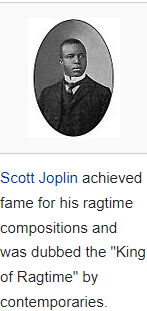 Scott Joplin achieved
fame for his ragtime
compositions and
was dubbed the "King
of Ragtime" by
contemporaries.